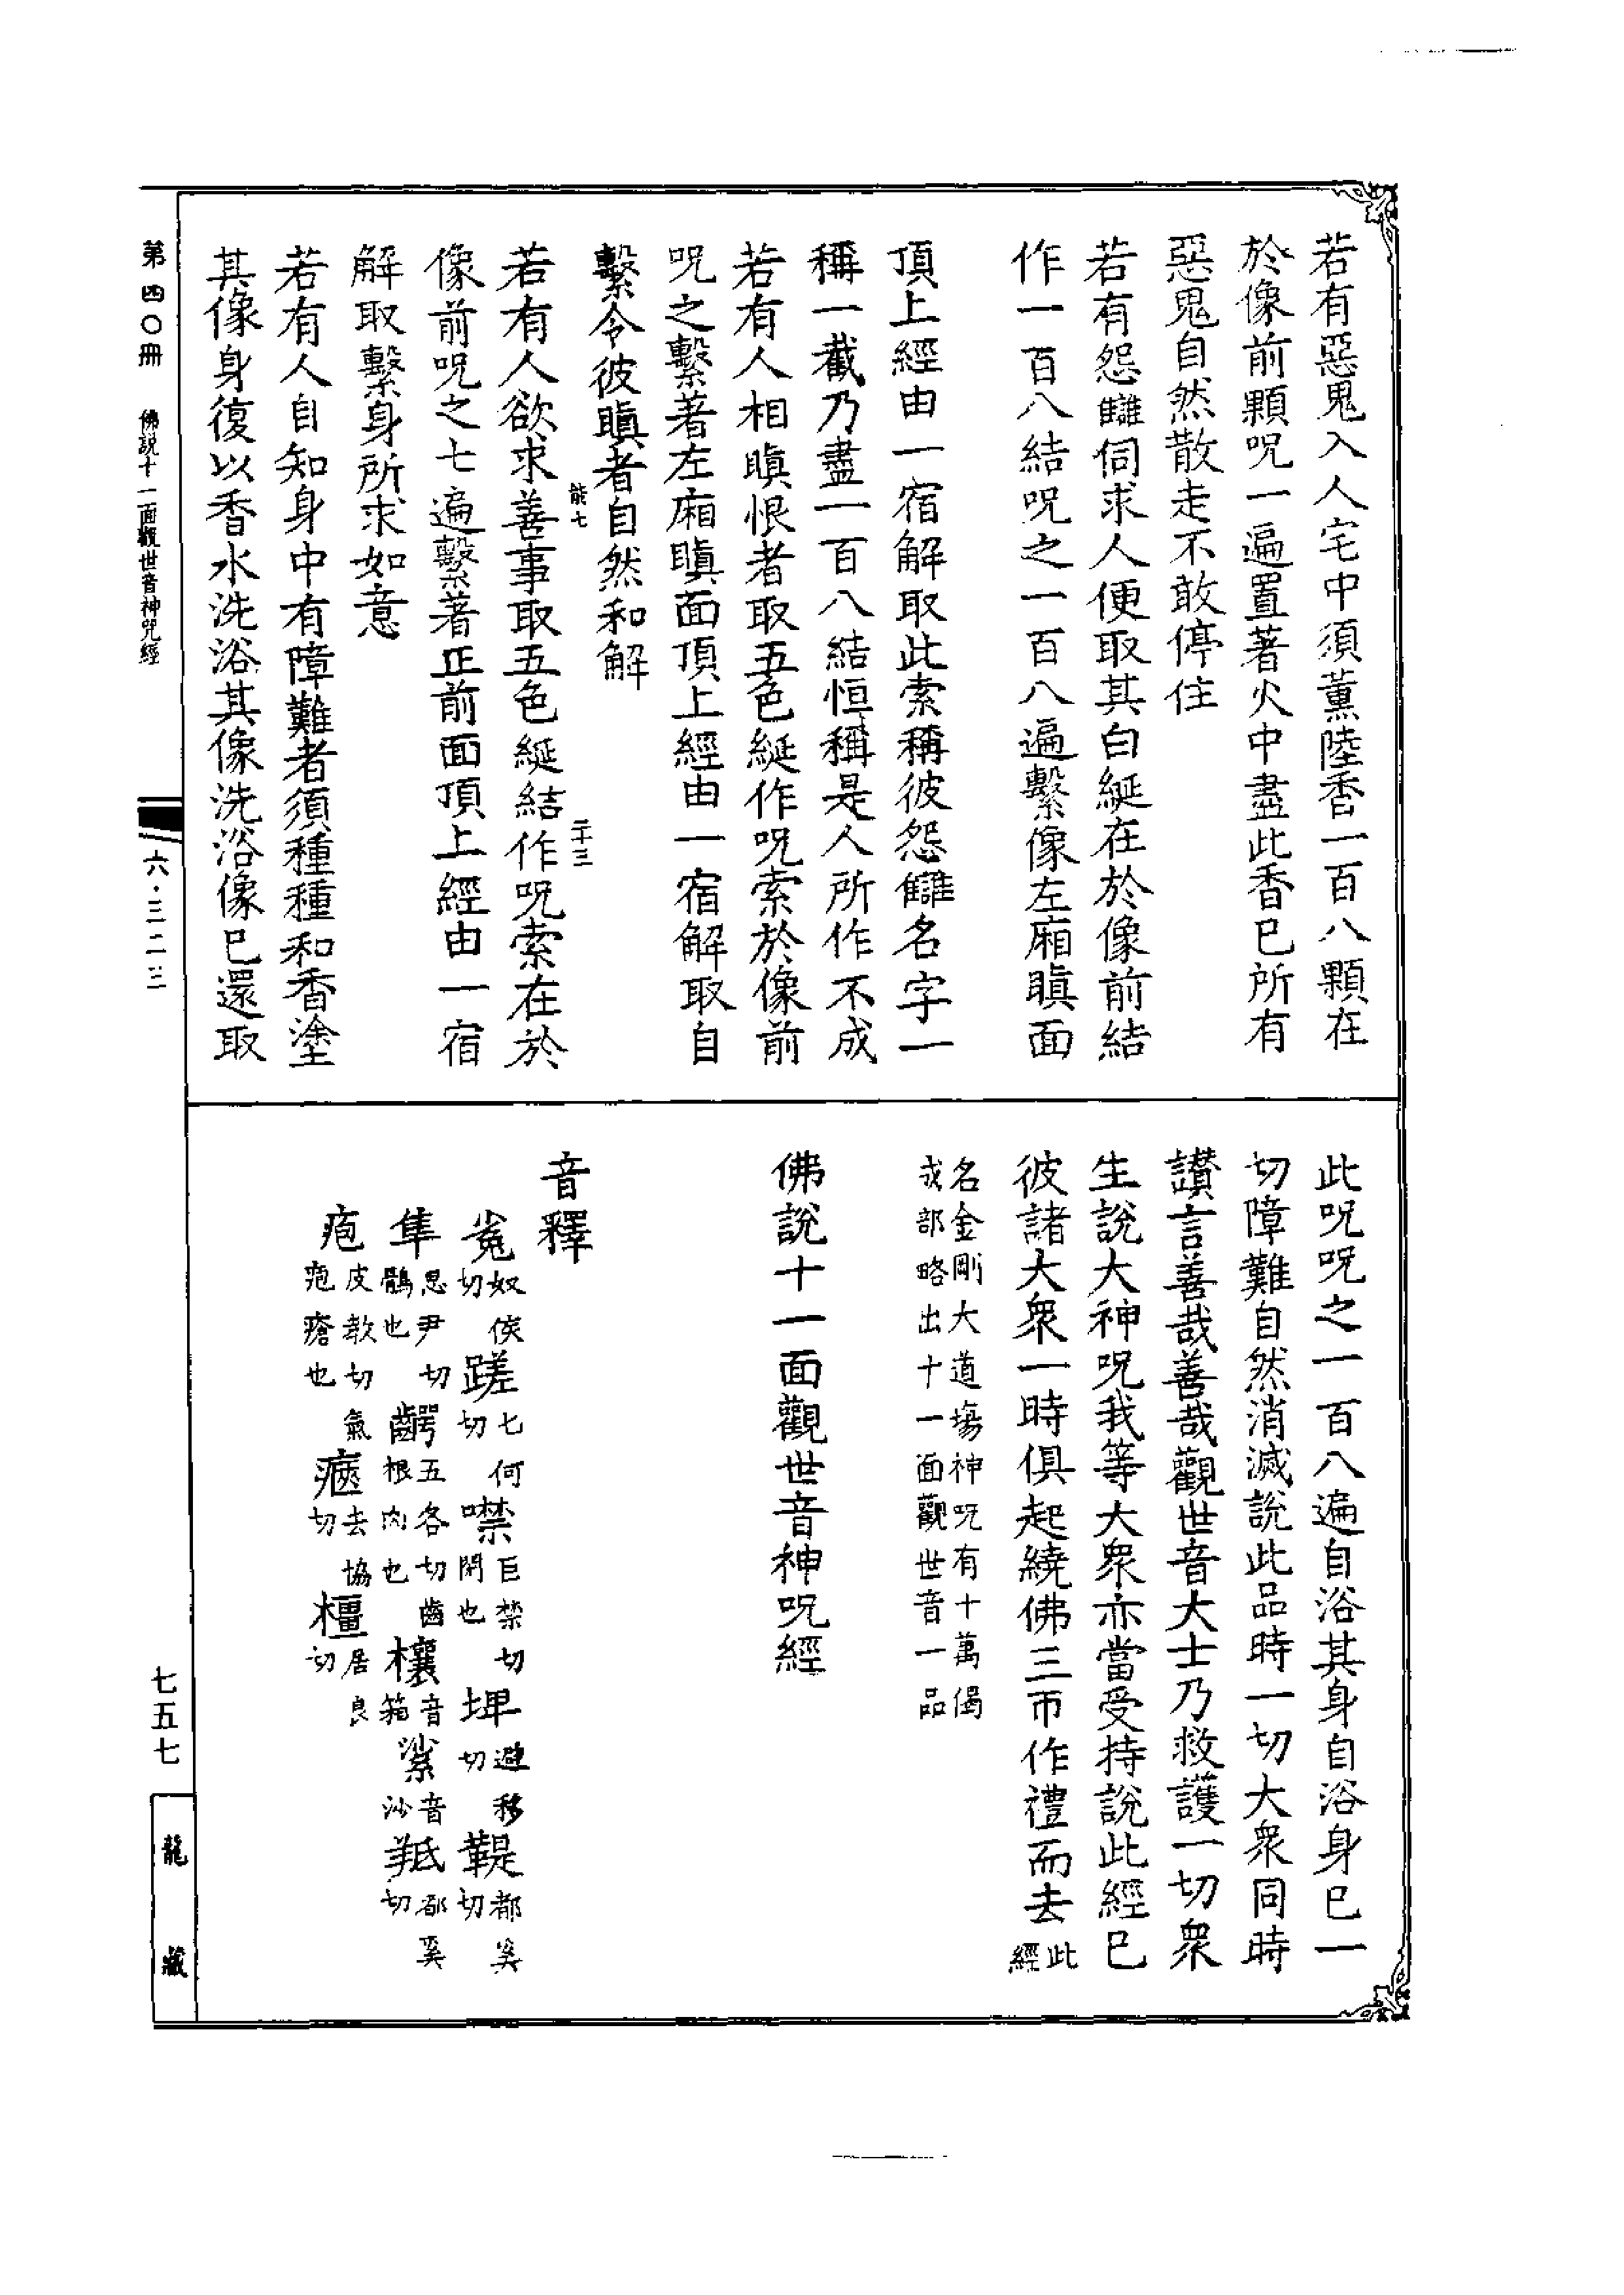 若有惡鬼入人宅中須薰陸香一百八顆在
於像前顆呪一遍置著火中盡此香已所有
惡鬼自然散走不敢停住
若有怨讎伺求人便取其白綖在於像前結
作一百八結呪之一百八遍繫像左廂瞋面
頂上經由一宿解取此索稱彼怨讎名字一
稱一截乃盡一百八結恒稱是人所作不成
若有人相瞋恨者取五色綖作呪索於像前
呪之繫著左廂瞋面頂上經由一宿解取自
繫令彼瞋者自然和解
能七
二十三
若有人欲求善事取五色綖結作呪索在於
像前呪之七遍繫著正前面頂上經由一宿
解取繫身所求如意
若有人自知身中有障難者須種種和香塗
其像身復以香水洗浴其像洗浴像已還取
此呪呪之一百八遍自浴其身自浴身已一
切障難自然消滅說此品時一切大衆同時
讃言善哉善哉觀世音大士乃救護一切衆
生說大神呪我等大衆亦當受持說此經已
彼諸大衆一時俱起繞佛三帀作禮而去此經
名金剛大道場神呪有十萬偈
成部略出十一面觀世音一品
佛說十一面觀世音神呪經
音釋
㝹奴侯切 蹉七何切 噤巨禁切閉也 埤避移切 鞮都奚切
隼思尹切鶻也 齶五各切齒根肉也 欀音箱 㲚音沙 羝都奚切
疱皮教切氣疱瘡也 㾜去協切 橿居良切
第四〇冊
佛説十一面觀世音神咒經
六·三二三
七五七
龍藏